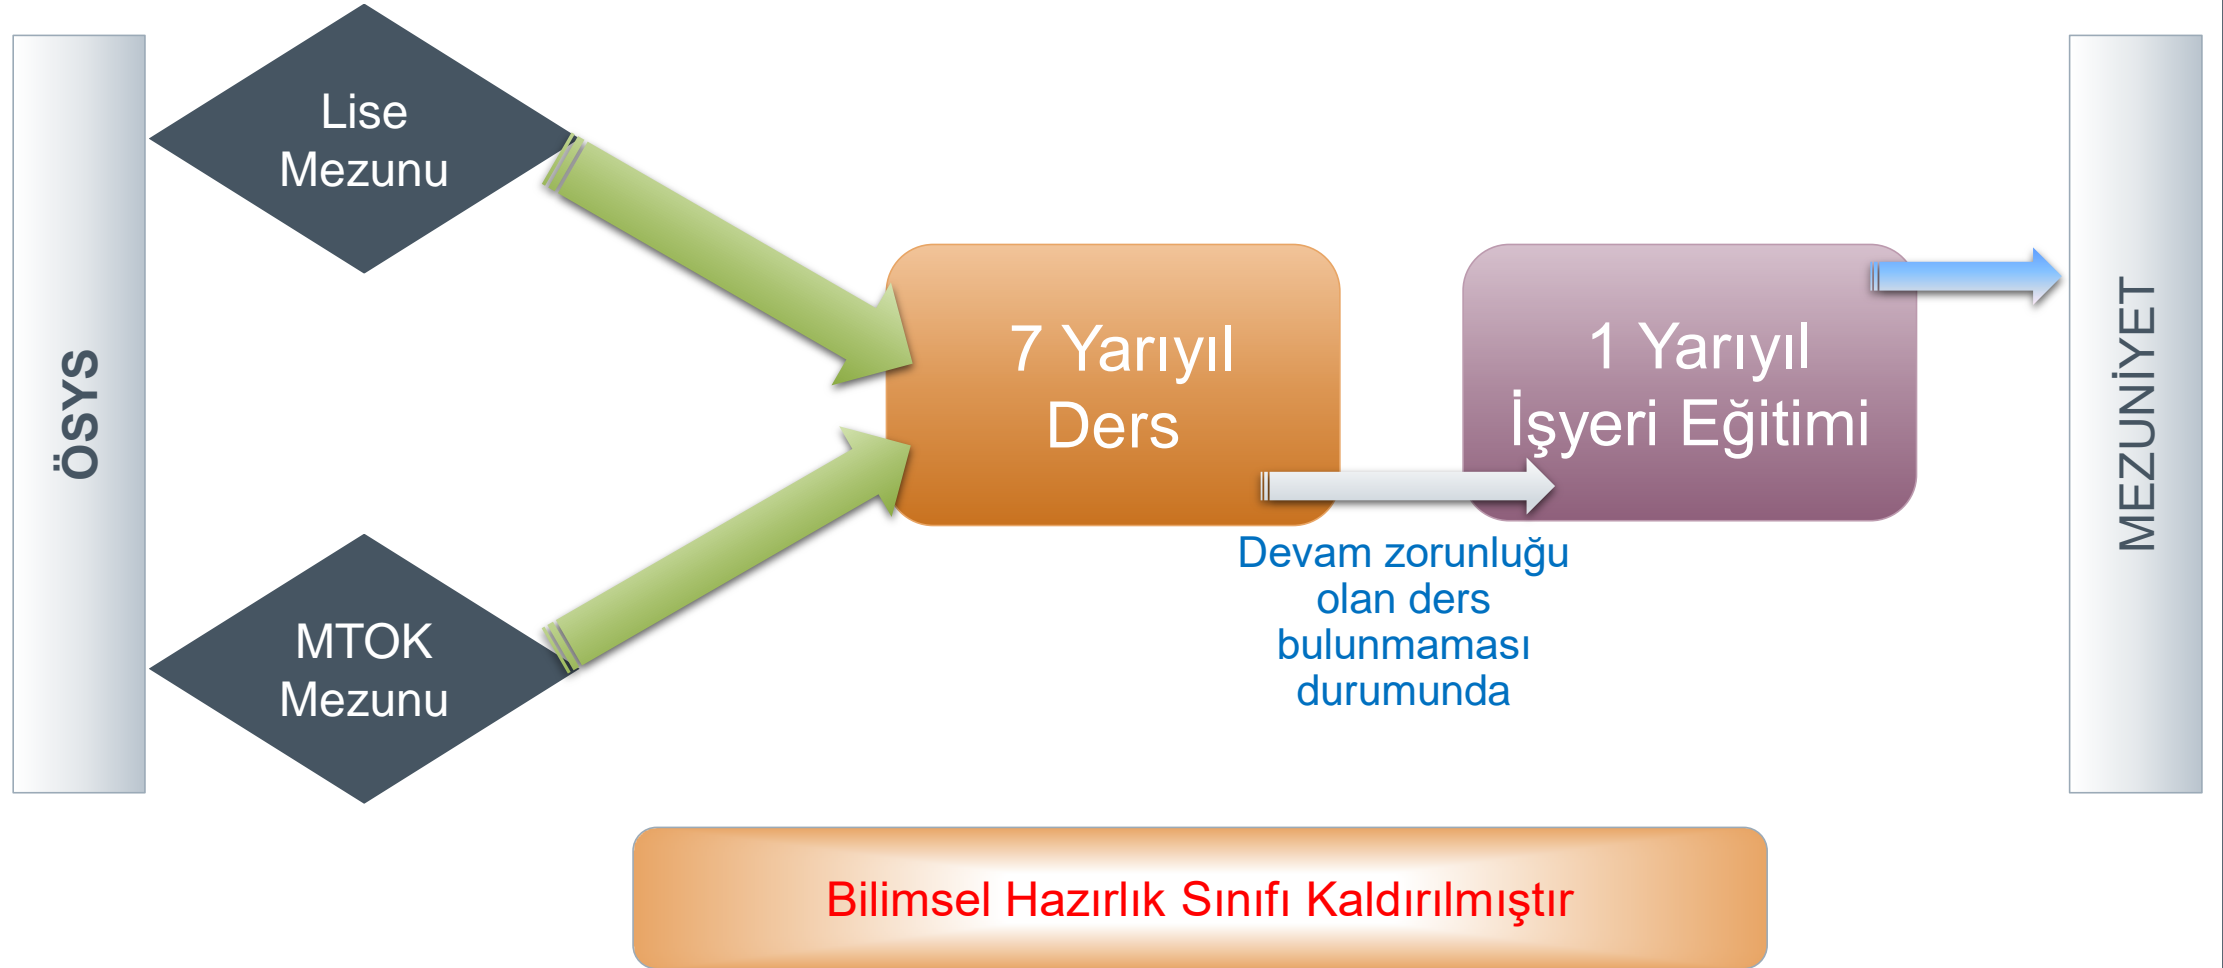 ÖSYS
Lise
Mezunu
MTOK
Mezunu
7 Yarıyıl
Ders
1 Yarıyıl
İşyeri Eğitimi
Devam zorunluğu
olan ders
bulunmaması
durumunda
MEZUNİYET
Bilimsel Hazırlık Sınıfı Kaldırılmıştır